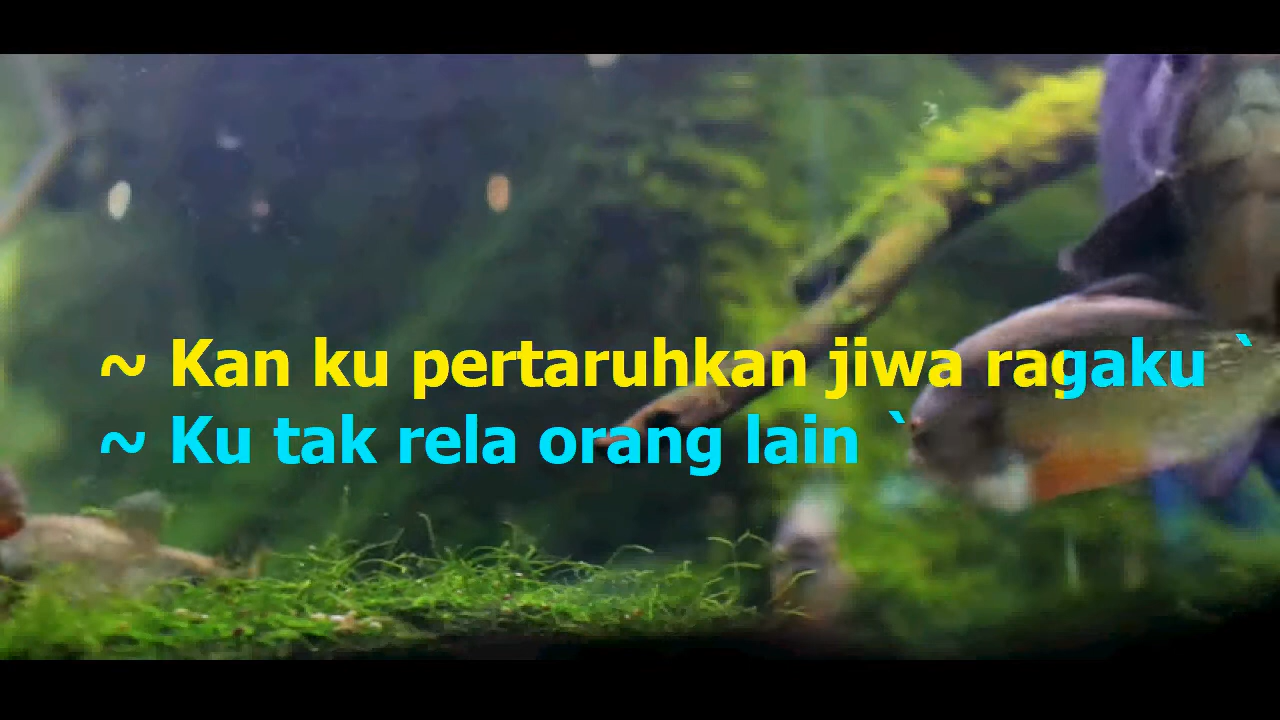 ~ Kan ku pertaruhkan jiwa ragaku `
~ Ku tak rela orang lain `